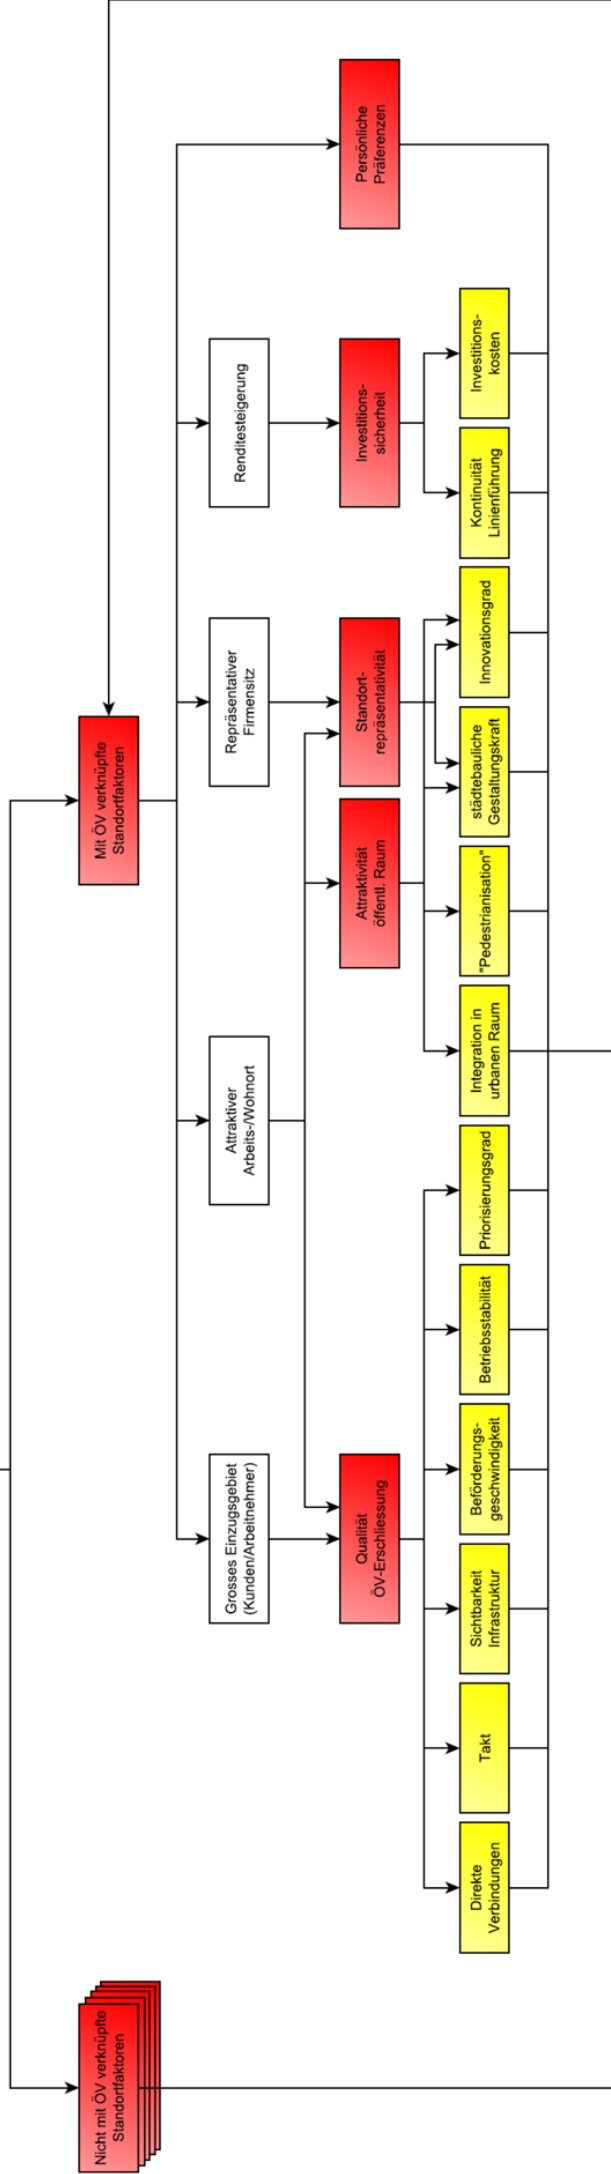 Nicht mit ÖV verknüpfte
Standortfaktoren
Mit ÖV verknüpfte
Standortfaktoren
Grosses Einzugsgebiet
(Kunden/Arbeitnehmer)
Attraktiver
Arbeits-/Wohnort
Repräsentativer
Firmensitz
Renditesteigerung
Qualität
ÖV-Erschliessung
Attraktivität
öffentl. Raum
Standort-
repräsentativität
Investitions-
sicherheit
Persönliche
Präferenzen
Direkte
Verbindungen
Takt
Sichtbarkeit
Infrastruktur
Beförderungs-
geschwindigkeit
Betriebsstabilität
Priorisierungsgrad
Integration in
urbanen Raum
"Pedestrianisation"
städtebauliche
Gestaltungskraft
Innovationsgrad
Kontinuität
Linienführung
Investitions-
kosten